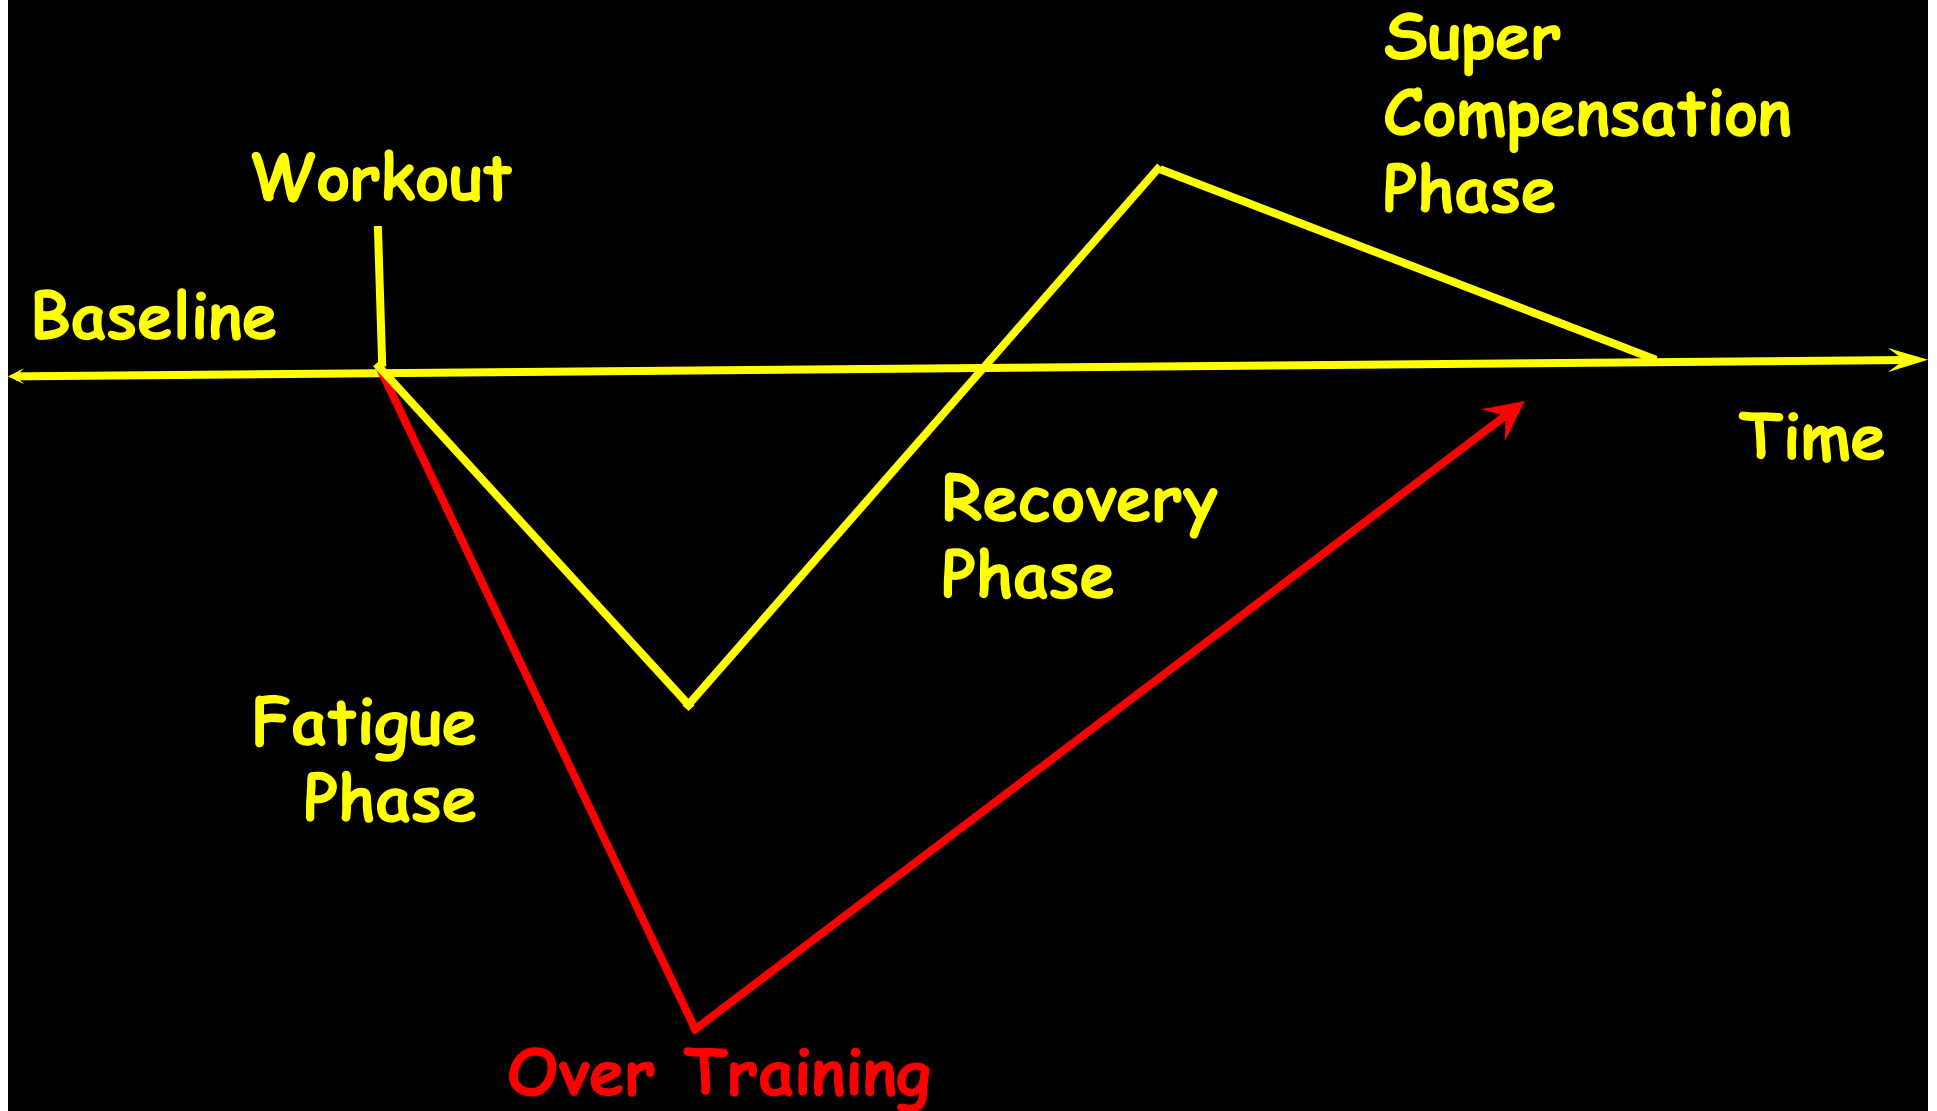 Super
Compensation
Phase
Workout
Baseline
Time
Recovery
Phase
Fatigue
Phase
Over Training